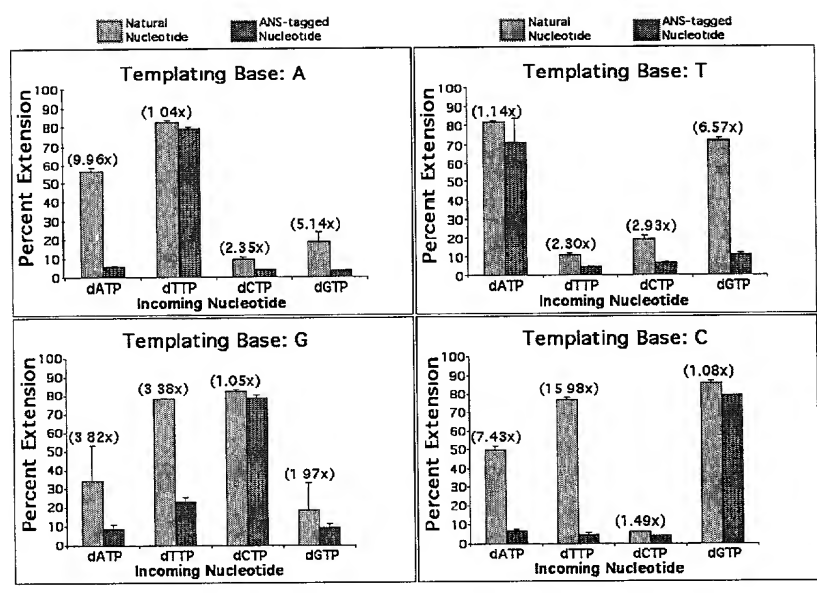 Natural
Nucleotide
ANS-tagged
Nucleotide
Natural
Nucleotide
ANS-tagged
Nucleotide
Templating Base: A
Percent Extension
100
90
80
70
60
50
40
30
20
10
0
(9.96x)
(1 04x)
(2.35x)
(5.14x)
dATP dTTP dCTP dGTP
Incoming Nucleotide
Templating Base: T
Percent Extension
100
90
80
70
60
50
40
30
20
10
0
(1.14x)
(2.30x)
(2.93x)
(6.57x)
dATP dTTP dCTP dGTP
Incoming Nucleotide
Templating Base: G
Percent Extension
100
90
80
70
60
50
40
30
20
10
0
(3 82x)
(3 38x)
(1.05x)
(1 97x)
dATP dTTP dCTP dGTP
Incoming Nucleotide
Templating Base: C
Percent Extension
100
90
80
70
60
50
40
30
20
10
0
(7.43x)
(15 98x)
(1.49x)
(1.08x)
dATP dTTP dCTP dGTP
Incoming Nucleotide